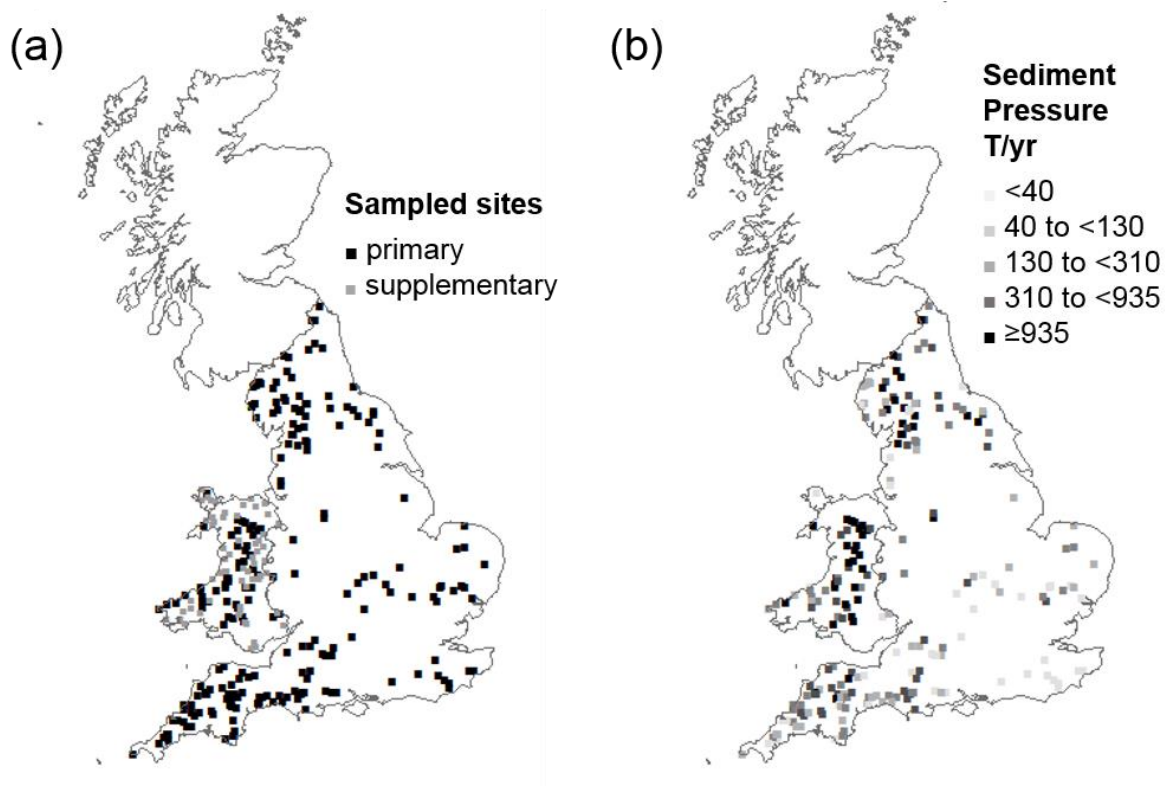 (a)
Sampled sites
primary
supplementary
(b)
Sediment
Pressure
T/yr
<40
40 to <130
130 to <310
310 to <935
≥935